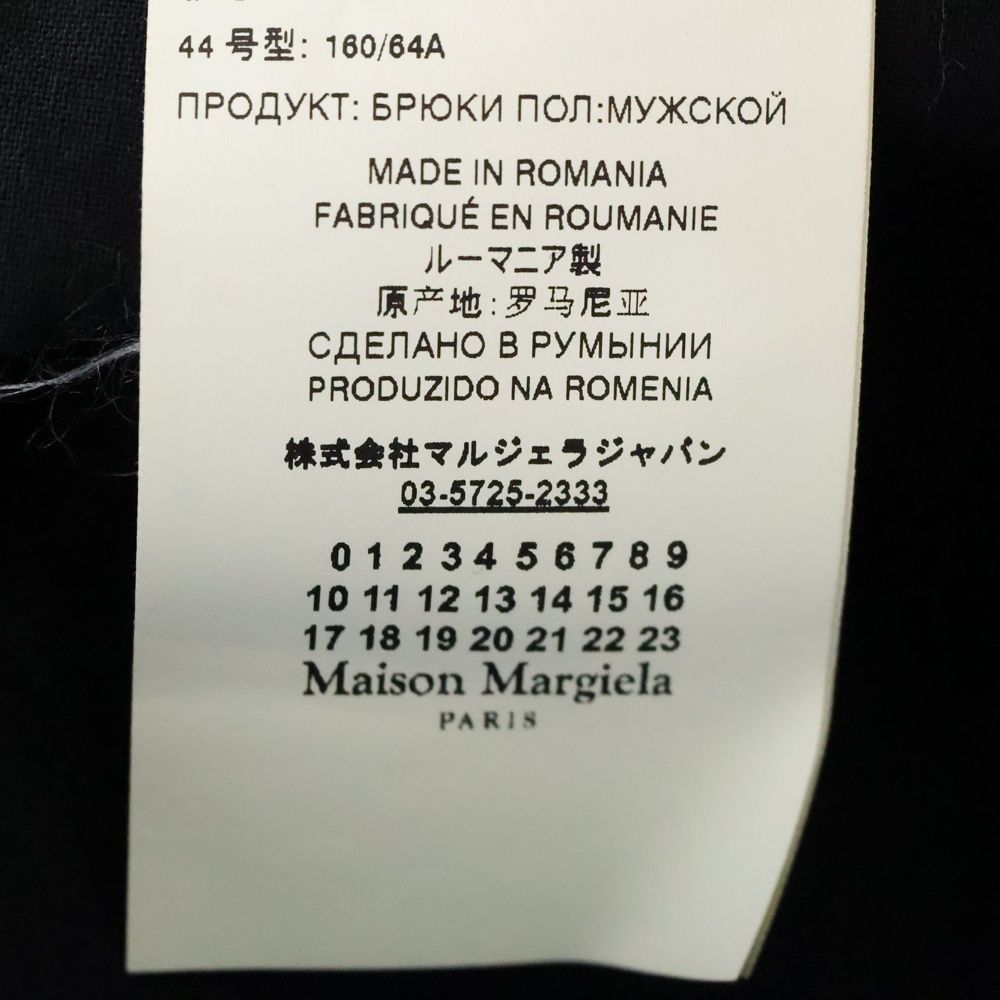 44 号型: 160/64A
ПРОДУКТ: БРЮКИ ПОЛ:МУЖСКОЙ
MADE IN ROMANIA
FABRIQUÉ EN ROUMANIE
ルーマニア製
原产地:罗马尼亚
СДЕЛАНО В РУМЫНИИ
PRODUZIDO NA ROMENIA
株式会社マルジェラジャパン
03-5725-2333
0 1 2 3 4 5 6 7 8 9
10 11 12 13 14 15 16
17 18 19 20 21 22 23
Maison Margiela
PARIS